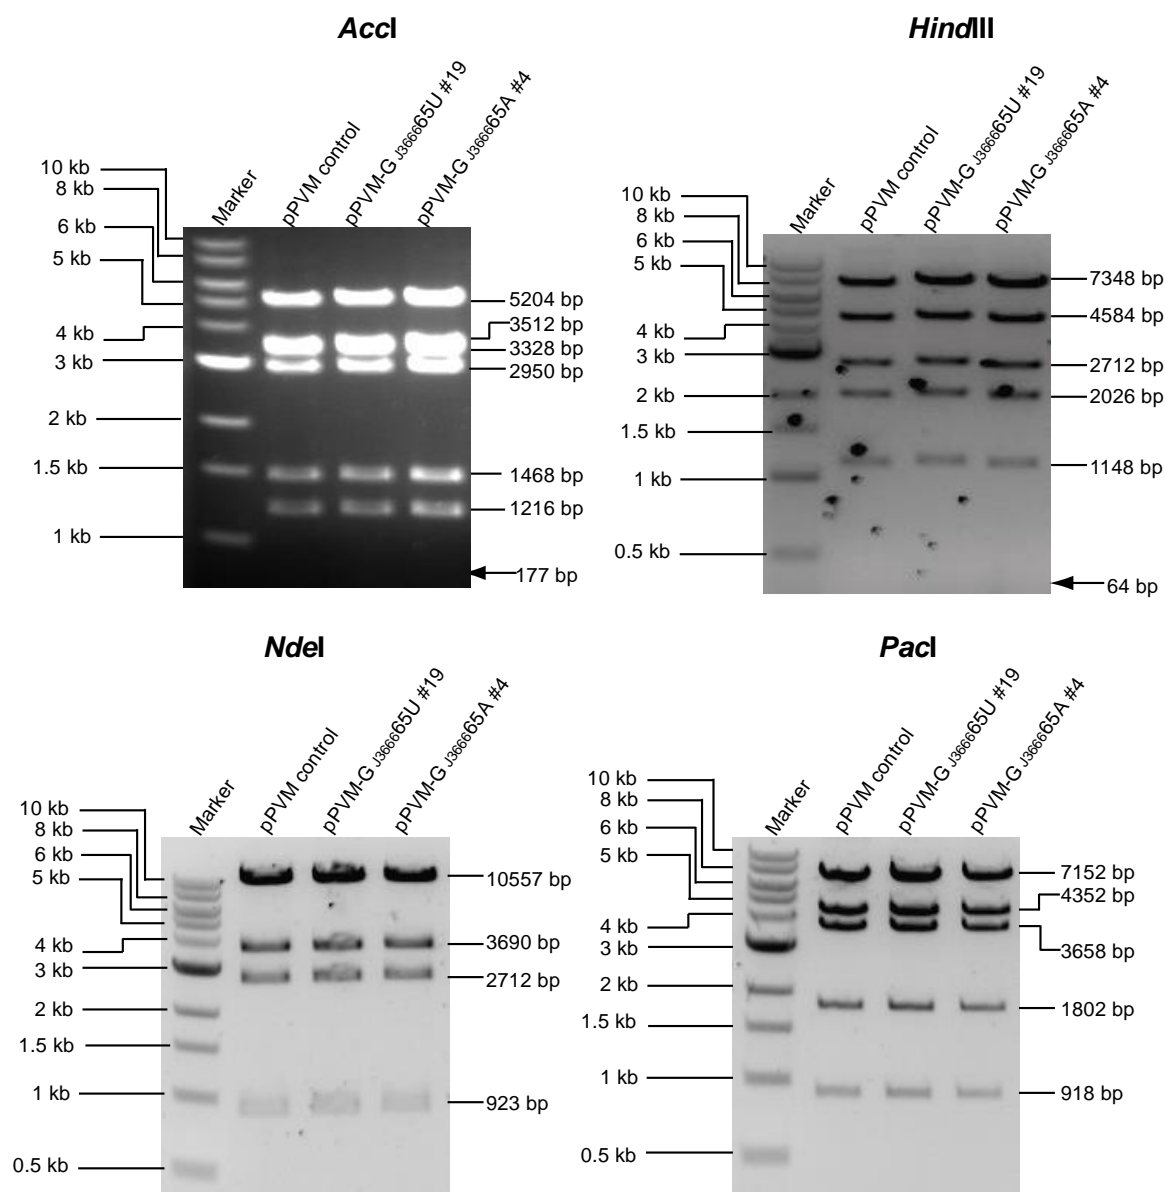 AccI
Marker
pPVM control
pPVM-G J366665U #19
pPVM-G J366665A #4
10 kb
8 kb
6 kb
5 kb
4 kb
3 kb
2 kb
1.5 kb
1 kb
5204 bp
3512 bp
3328 bp
2950 bp
1468 bp
1216 bp
177 bp
HindIII
Marker
pPVM control
pPVM-G J366665U #19
pPVM-G J366665A #4
10 kb
8 kb
6 kb
5 kb
4 kb
3 kb
2 kb
1.5 kb
1 kb
0.5 kb
7348 bp
4584 bp
2712 bp
2026 bp
1148 bp
64 bp
NdeI
Marker
pPVM control
pPVM-G J366665U #19
pPVM-G J366665A #4
10 kb
8 kb
6 kb
5 kb
4 kb
3 kb
2 kb
1.5 kb
1 kb
0.5 kb
10557 bp
3690 bp
2712 bp
923 bp
PacI
Marker
pPVM control
pPVM-G J366665U #19
pPVM-G J366665A #4
10 kb
8 kb
6 kb
5 kb
4 kb
3 kb
2 kb
1.5 kb
1 kb
0.5 kb
7152 bp
4352 bp
3658 bp
1802 bp
918 bp